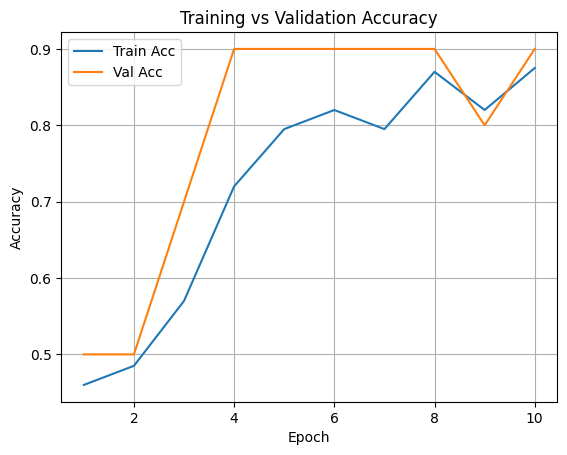 Training vs Validation Accuracy
Train Acc
Val Acc
0.9
0.8
0.7
0.6
0.5
Accuracy
2 4 6 8 10
Epoch